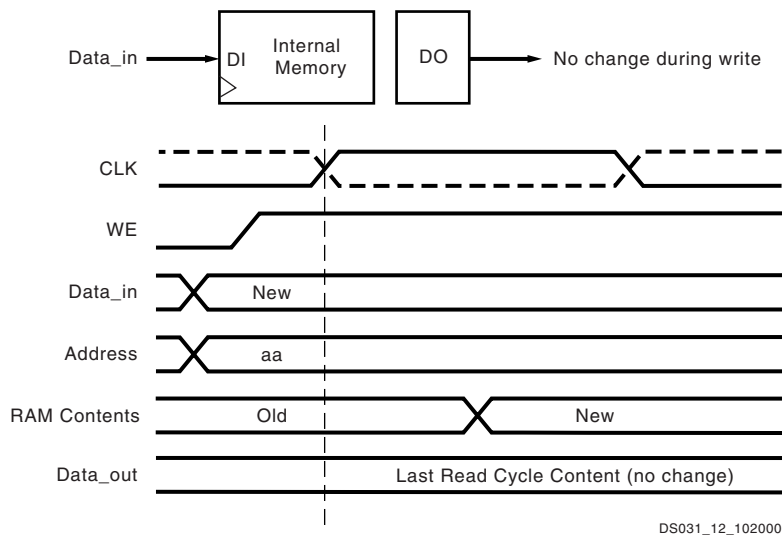 Data_in
DI
Internal
Memory
DO
No change during write
CLK
WE
Data_in
New
Address
aa
RAM Contents
Old
New
Data_out
Last Read Cycle Content (no change)
DS031_12_102000